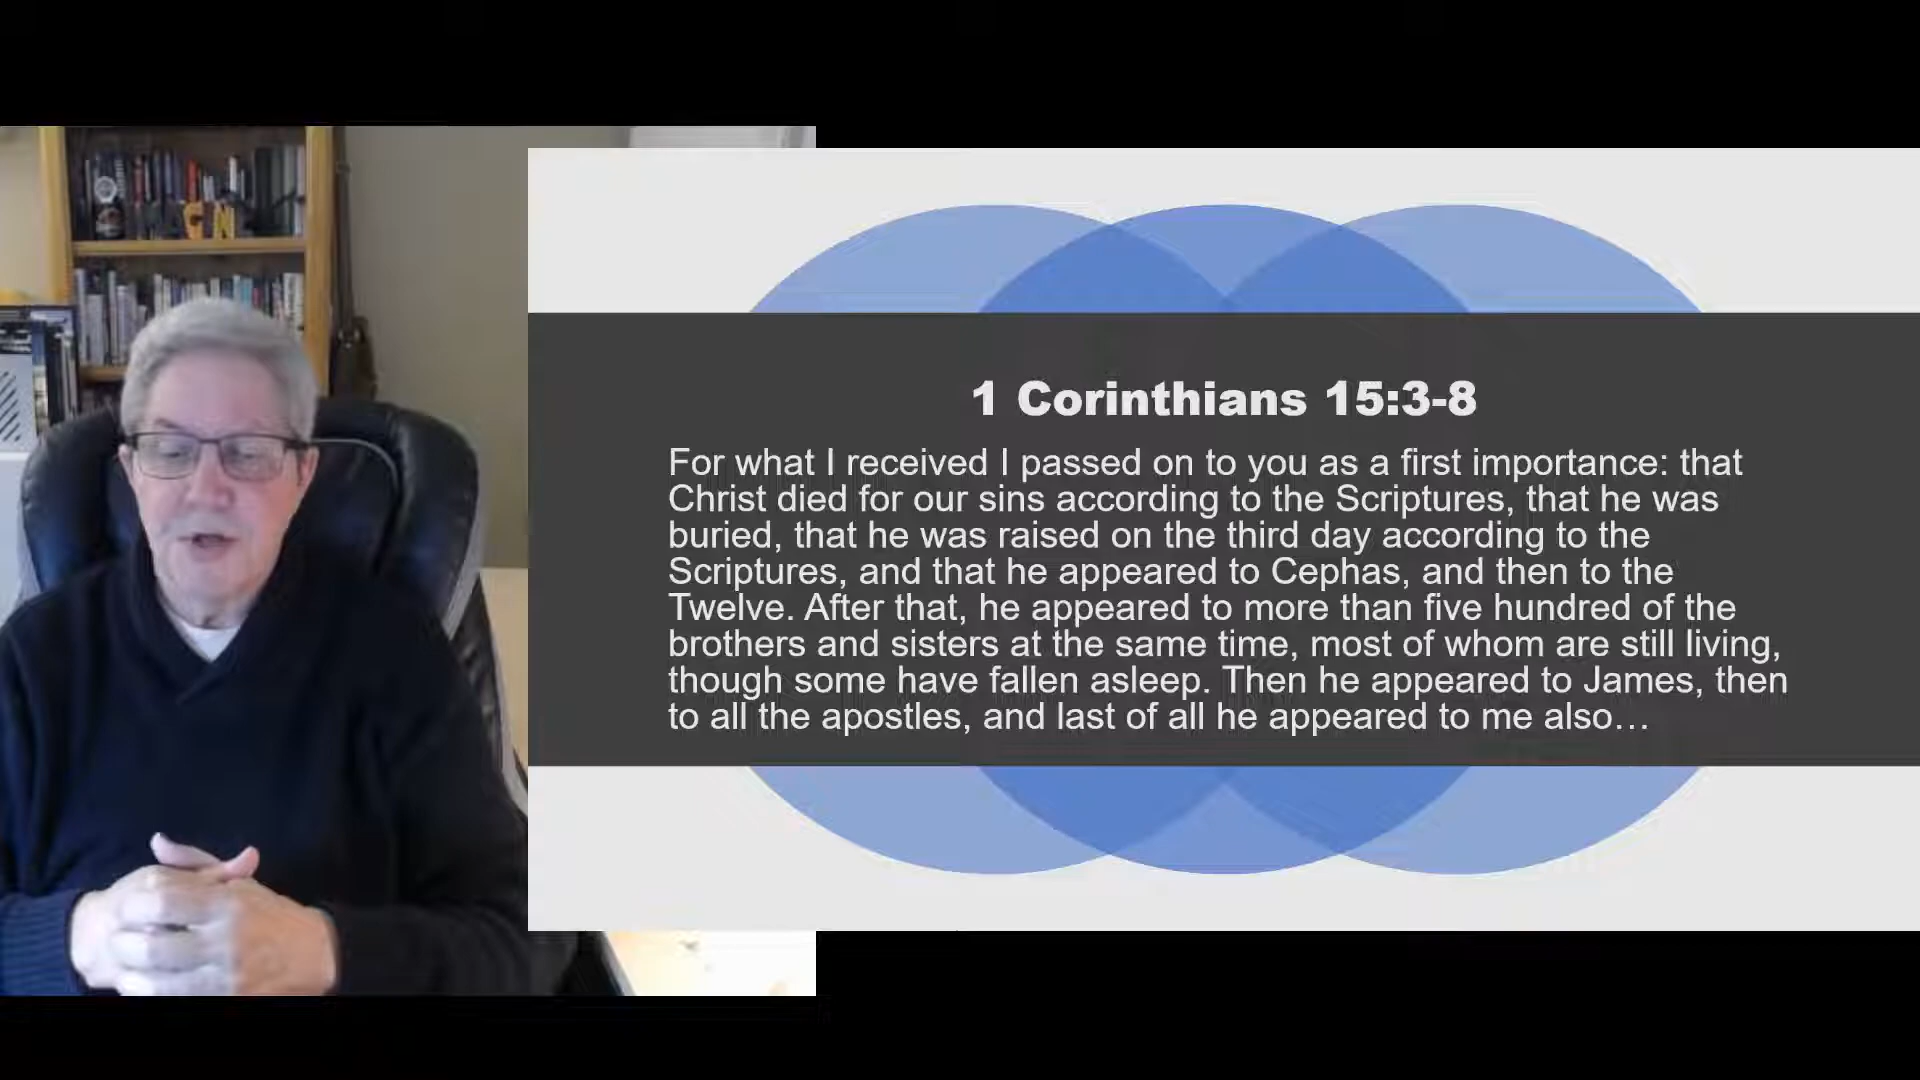 1 Corinthians 15:3-8
For what I received I passed on to you as a first importance: that
Christ died for our sins according to the Scriptures, that he was
buried, that he was raised on the third day according to the
Scriptures, and that he appeared to Cephas, and then to the
Twelve. After that, he appeared to more than five hundred of the
brothers and sisters at the same time, most of whom are still living,
though some have fallen asleep. Then he appeared to James, then
to all the apostles, and last of all he appeared to me also…